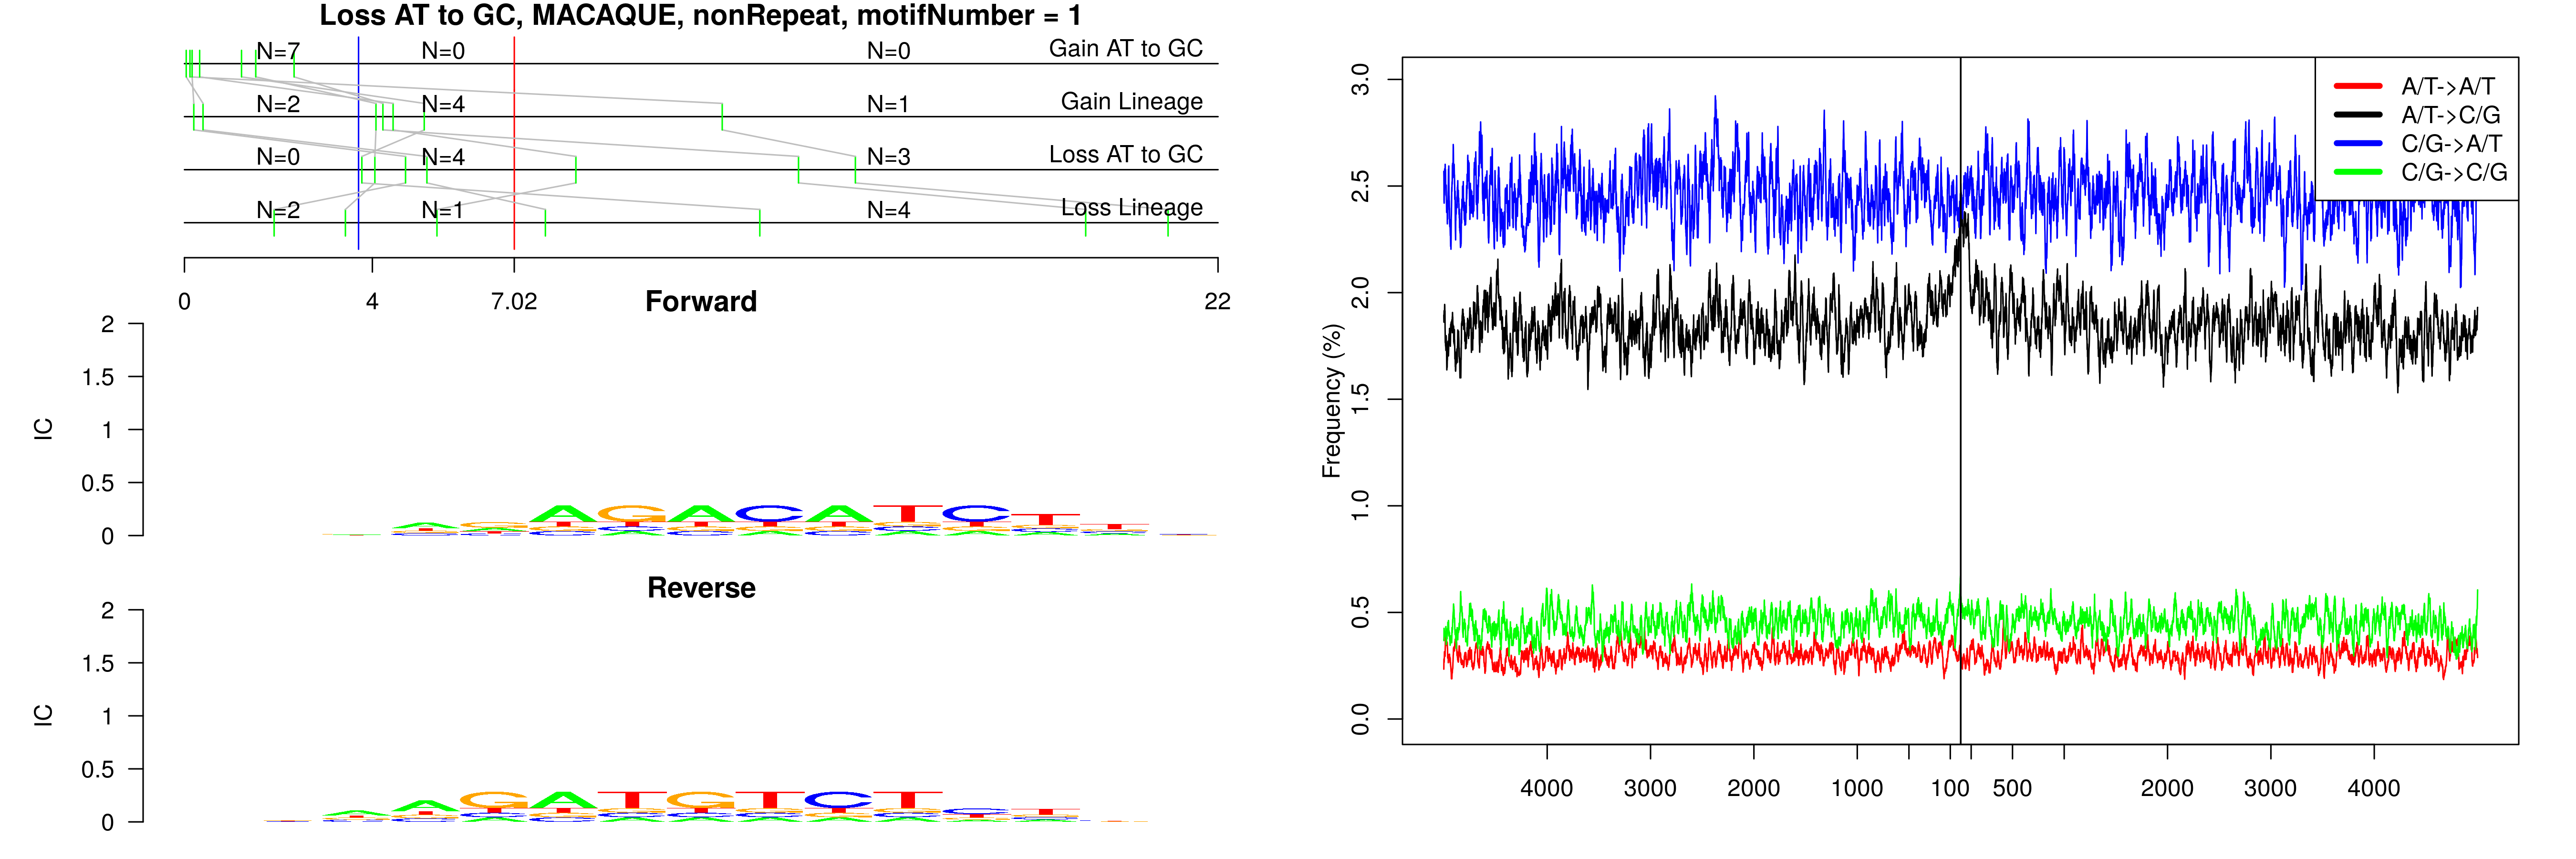 Loss AT to GC, MACAQUE, nonRepeat, motifNumber = 1
N=7 N=0 N=0 Gain AT to GC
N=2 N=4 N=1 Gain Lineage
N=0 N=4 N=3 Loss AT to GC
N=2 N=1 N=4 Loss Lineage
0 4 7.02 22
Forward
2
1.5
1
0.5
0
IC
AGACATCT
Reverse
2
1.5
1
0.5
0
IC
AGATGTCT
3.0
2.5
2.0
1.5
1.0
0.5
0.0
Frequency (%)
A/T->A/T
A/T->C/G
C/G->A/T
C/G->C/G
4000 3000 2000 1000 100 500 2000 3000 4000